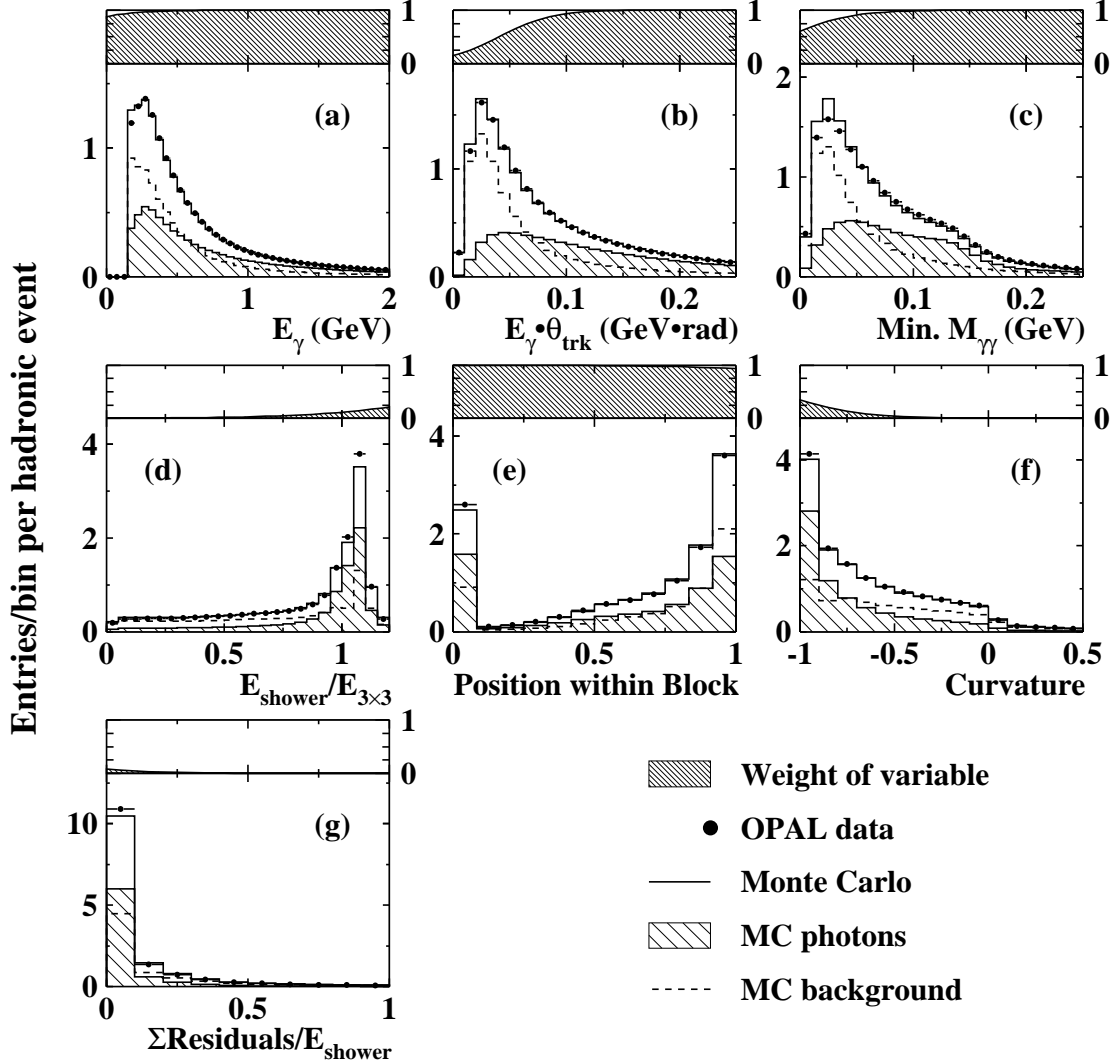 Entries/bin per hadronic event
1
0
1
0
1
0
(a)
(b)
(c)
1
0
1
0
2
1
0
0 1 2
0 0.1 0.2
0 0.1 0.2
Eγ (GeV)
Eγ•θtrk (GeV•rad)
Min. Mγγ (GeV)
1
0
1
0
1
0
(d)
(e)
(f)
4
2
0
4
2
0
4
2
0
0 0.5 1
0 0.5 1
-1 -0.5 0 0.5
Eshower/E3×3
Position within Block
Curvature
1
0
(g)
10
5
0
0 0.5 1
ΣResiduals/Eshower
Weight of variable
OPAL data
Monte Carlo
MC photons
MC background